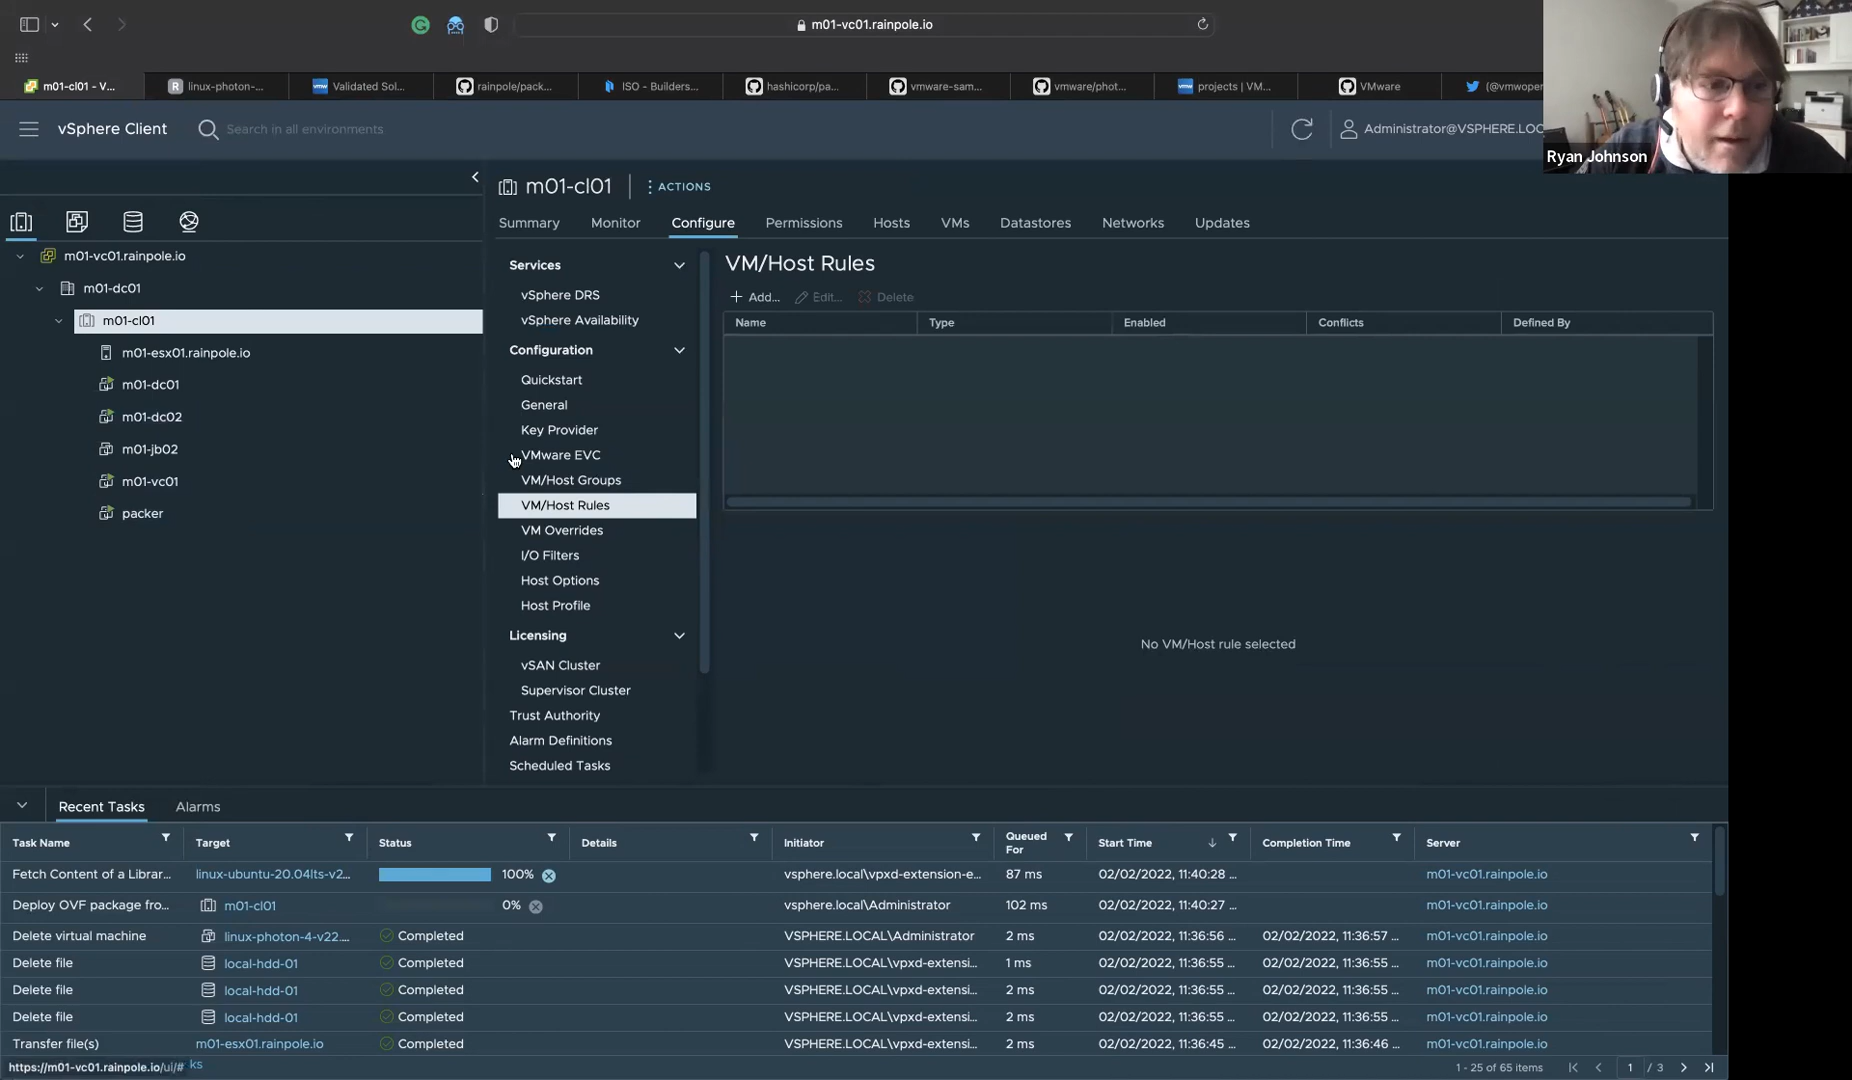 m01-vc01.rainpole.io
m01-cl01 - V...
linux-photon-...
Validated Sol...
rainpole/pack...
ISO - Builders...
hashicorp/pa...
vmware-sam...
vmware/phot...
projects | VM...
VMware
(@vmwoper
vSphere Client
Search in all environments
Administrator@VSPHERE.LOC
Ryan Johnson
m01-cl01
ACTIONS
Summary
Monitor
Configure
Permissions
Hosts
VMs
Datastores
Networks
Updates
m01-vc01.rainpole.io
m01-dc01
m01-cl01
m01-esx01.rainpole.io
m01-dc01
m01-dc02
m01-jb02
m01-vc01
packer
Services
vSphere DRS
vSphere Availability
Configuration
Quickstart
General
Key Provider
VMware EVC
VM/Host Groups
VM/Host Rules
VM Overrides
I/O Filters
Host Options
Host Profile
Licensing
vSAN Cluster
Supervisor Cluster
Trust Authority
Alarm Definitions
Scheduled Tasks
VM/Host Rules
Add...
Edit...
Delete
Name Type Enabled Conflicts Defined By
No VM/Host rule selected
Recent Tasks
Alarms
Task Name Target Status Details Initiator Queued For Start Time Completion Time Server
Fetch Content of a Librar... linux-ubuntu-20.04lts-v2... 100% vsphere.local\vpxd-extension-e... 87 ms 02/02/2022, 11:40:28 ... m01-vc01.rainpole.io
Deploy OVF package fro... m01-cl01 0% vsphere.local\Administrator 102 ms 02/02/2022, 11:40:27 ... m01-vc01.rainpole.io
Delete virtual machine linux-photon-4-v22.... Completed VSPHERE.LOCAL\Administrator 2 ms 02/02/2022, 11:36:56 ... 02/02/2022, 11:36:57 ... m01-vc01.rainpole.io
Delete file local-hdd-01 Completed VSPHERE.LOCAL\vpxd-extensi... 1 ms 02/02/2022, 11:36:55 ... 02/02/2022, 11:36:55 ... m01-vc01.rainpole.io
Delete file local-hdd-01 Completed VSPHERE.LOCAL\vpxd-extensi... 2 ms 02/02/2022, 11:36:55 ... 02/02/2022, 11:36:55 ... m01-vc01.rainpole.io
Delete file local-hdd-01 Completed VSPHERE.LOCAL\vpxd-extensi... 2 ms 02/02/2022, 11:36:55 ... 02/02/2022, 11:36:55 ... m01-vc01.rainpole.io
Transfer file(s) m01-esx01.rainpole.io Completed VSPHERE.LOCAL\vpxd-extensi... 2 ms 02/02/2022, 11:36:45 ... 02/02/2022, 11:36:46 ... m01-vc01.rainpole.io
https://m01-vc01.rainpole.io/ui/# ks
1 - 25 of 65 items 1 / 3